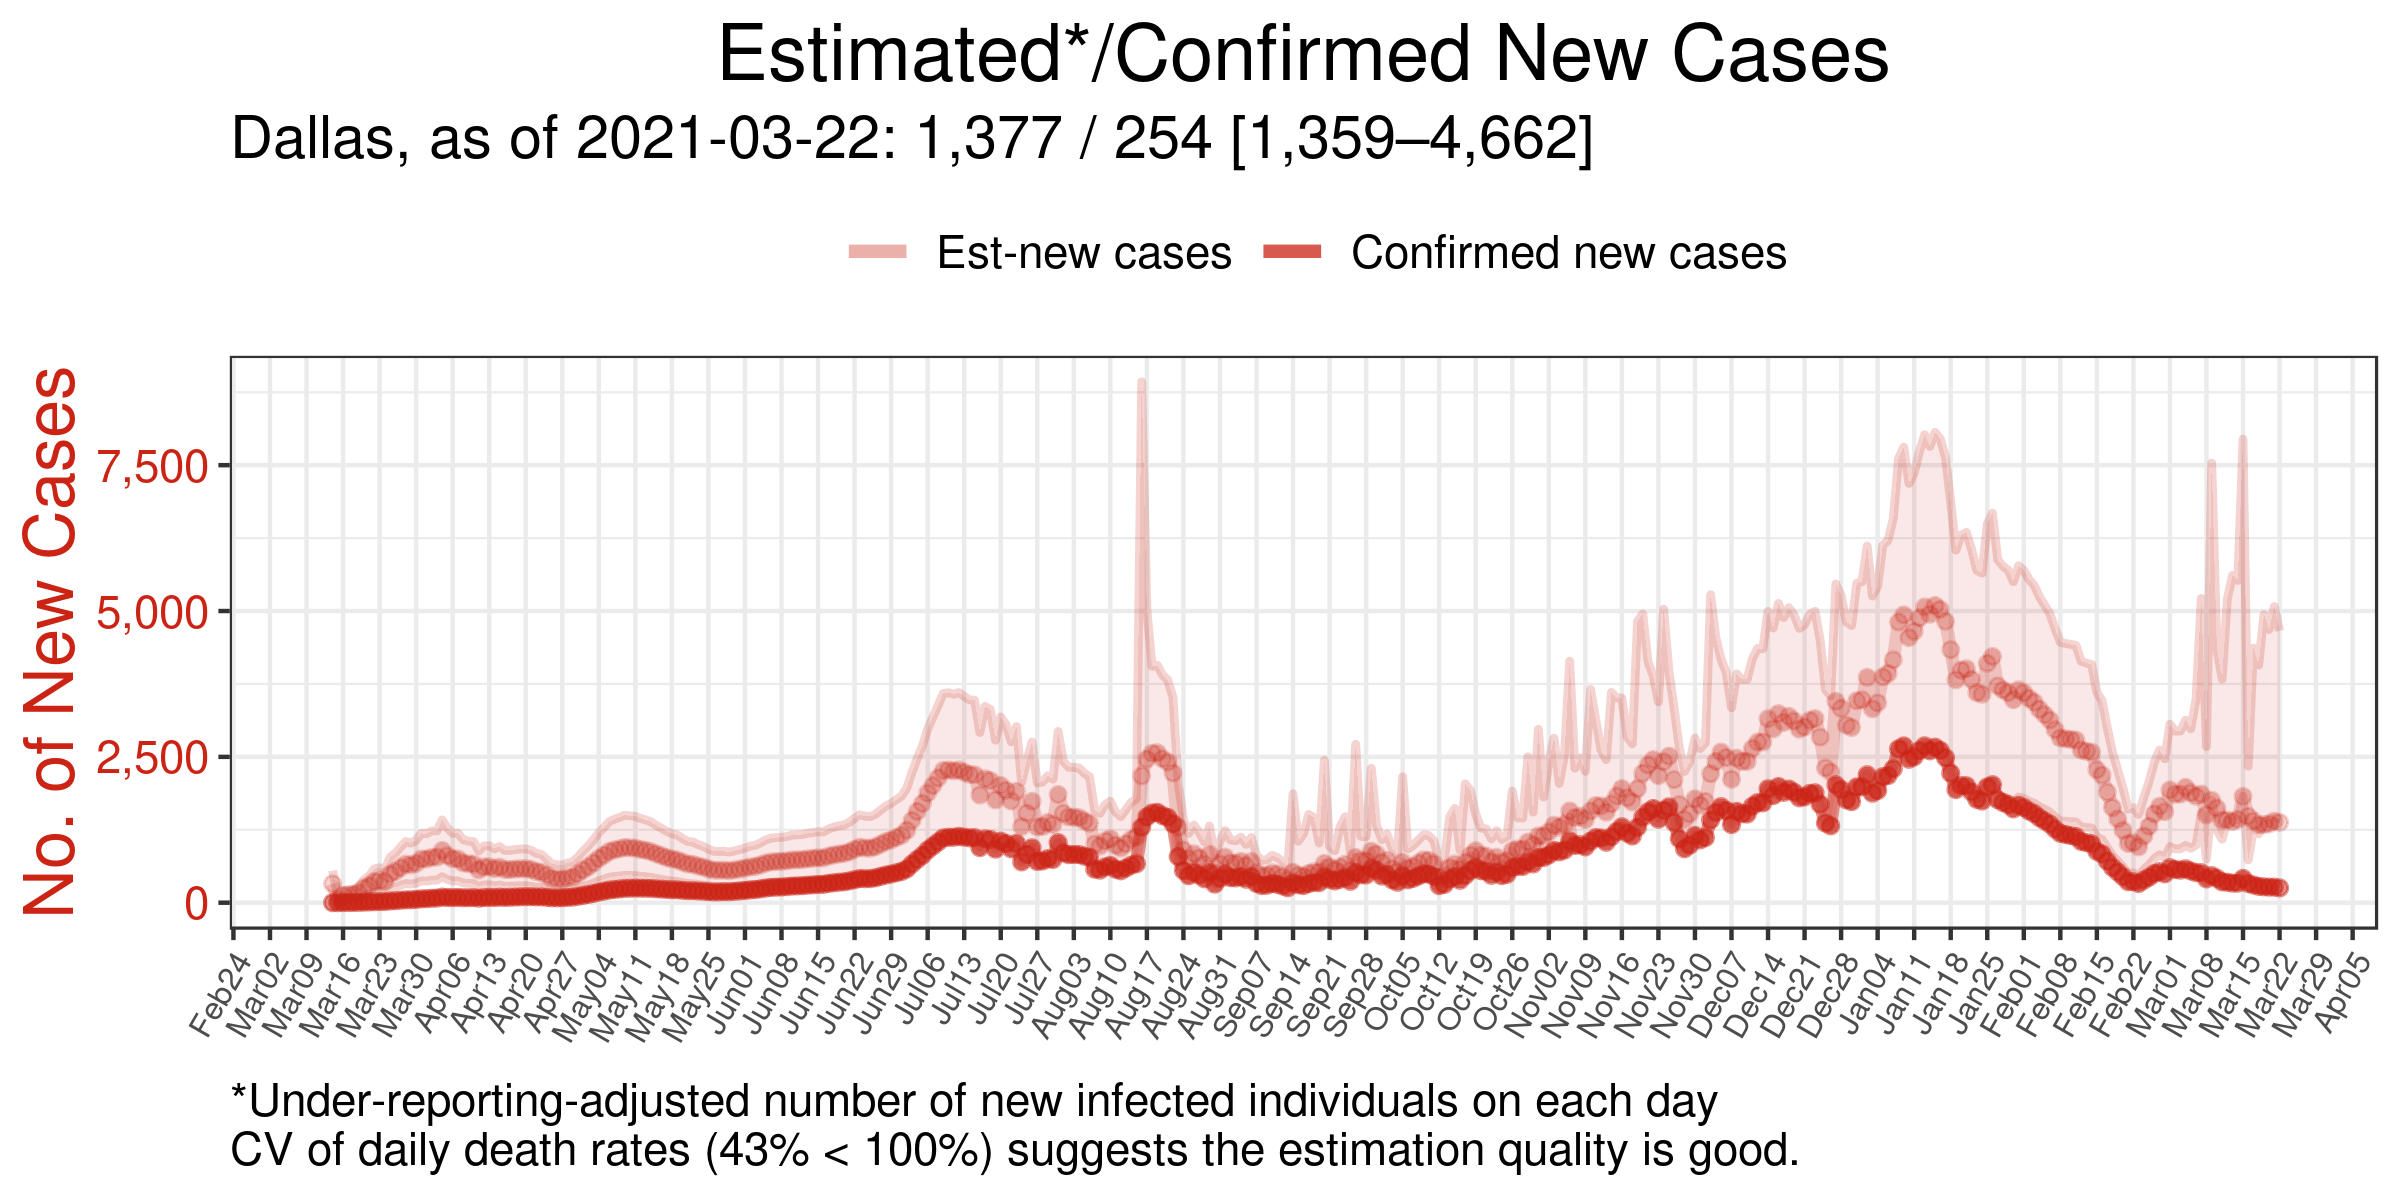 Estimated*/Confirmed New Cases
Dallas, as of 2021-03-22: 1,377 / 254 [1,359–4,662]
Est-new cases Confirmed new cases
No. of New Cases
7,500
5,000
2,500
0
Feb24 Mar02 Mar09 Mar16 Mar23 Mar30 Apr06 Apr13 Apr20 Apr27 May04 May11 May18 May25 Jun01 Jun08 Jun15 Jun22 Jun29 Jul06 Jul13 Jul20 Jul27 Aug03 Aug10 Aug17 Aug24 Aug31 Sep07 Sep14 Sep21 Sep28 Oct05 Oct12 Oct19 Oct26 Nov02 Nov09 Nov16 Nov23 Nov30 Dec07 Dec14 Dec21 Dec28 Jan04 Jan11 Jan18 Jan25 Feb01 Feb08 Feb15 Feb22 Mar01 Mar08 Mar15 Mar22 Mar29 Apr05
*Under-reporting-adjusted number of new infected individuals on each day
CV of daily death rates (43% < 100%) suggests the estimation quality is good.